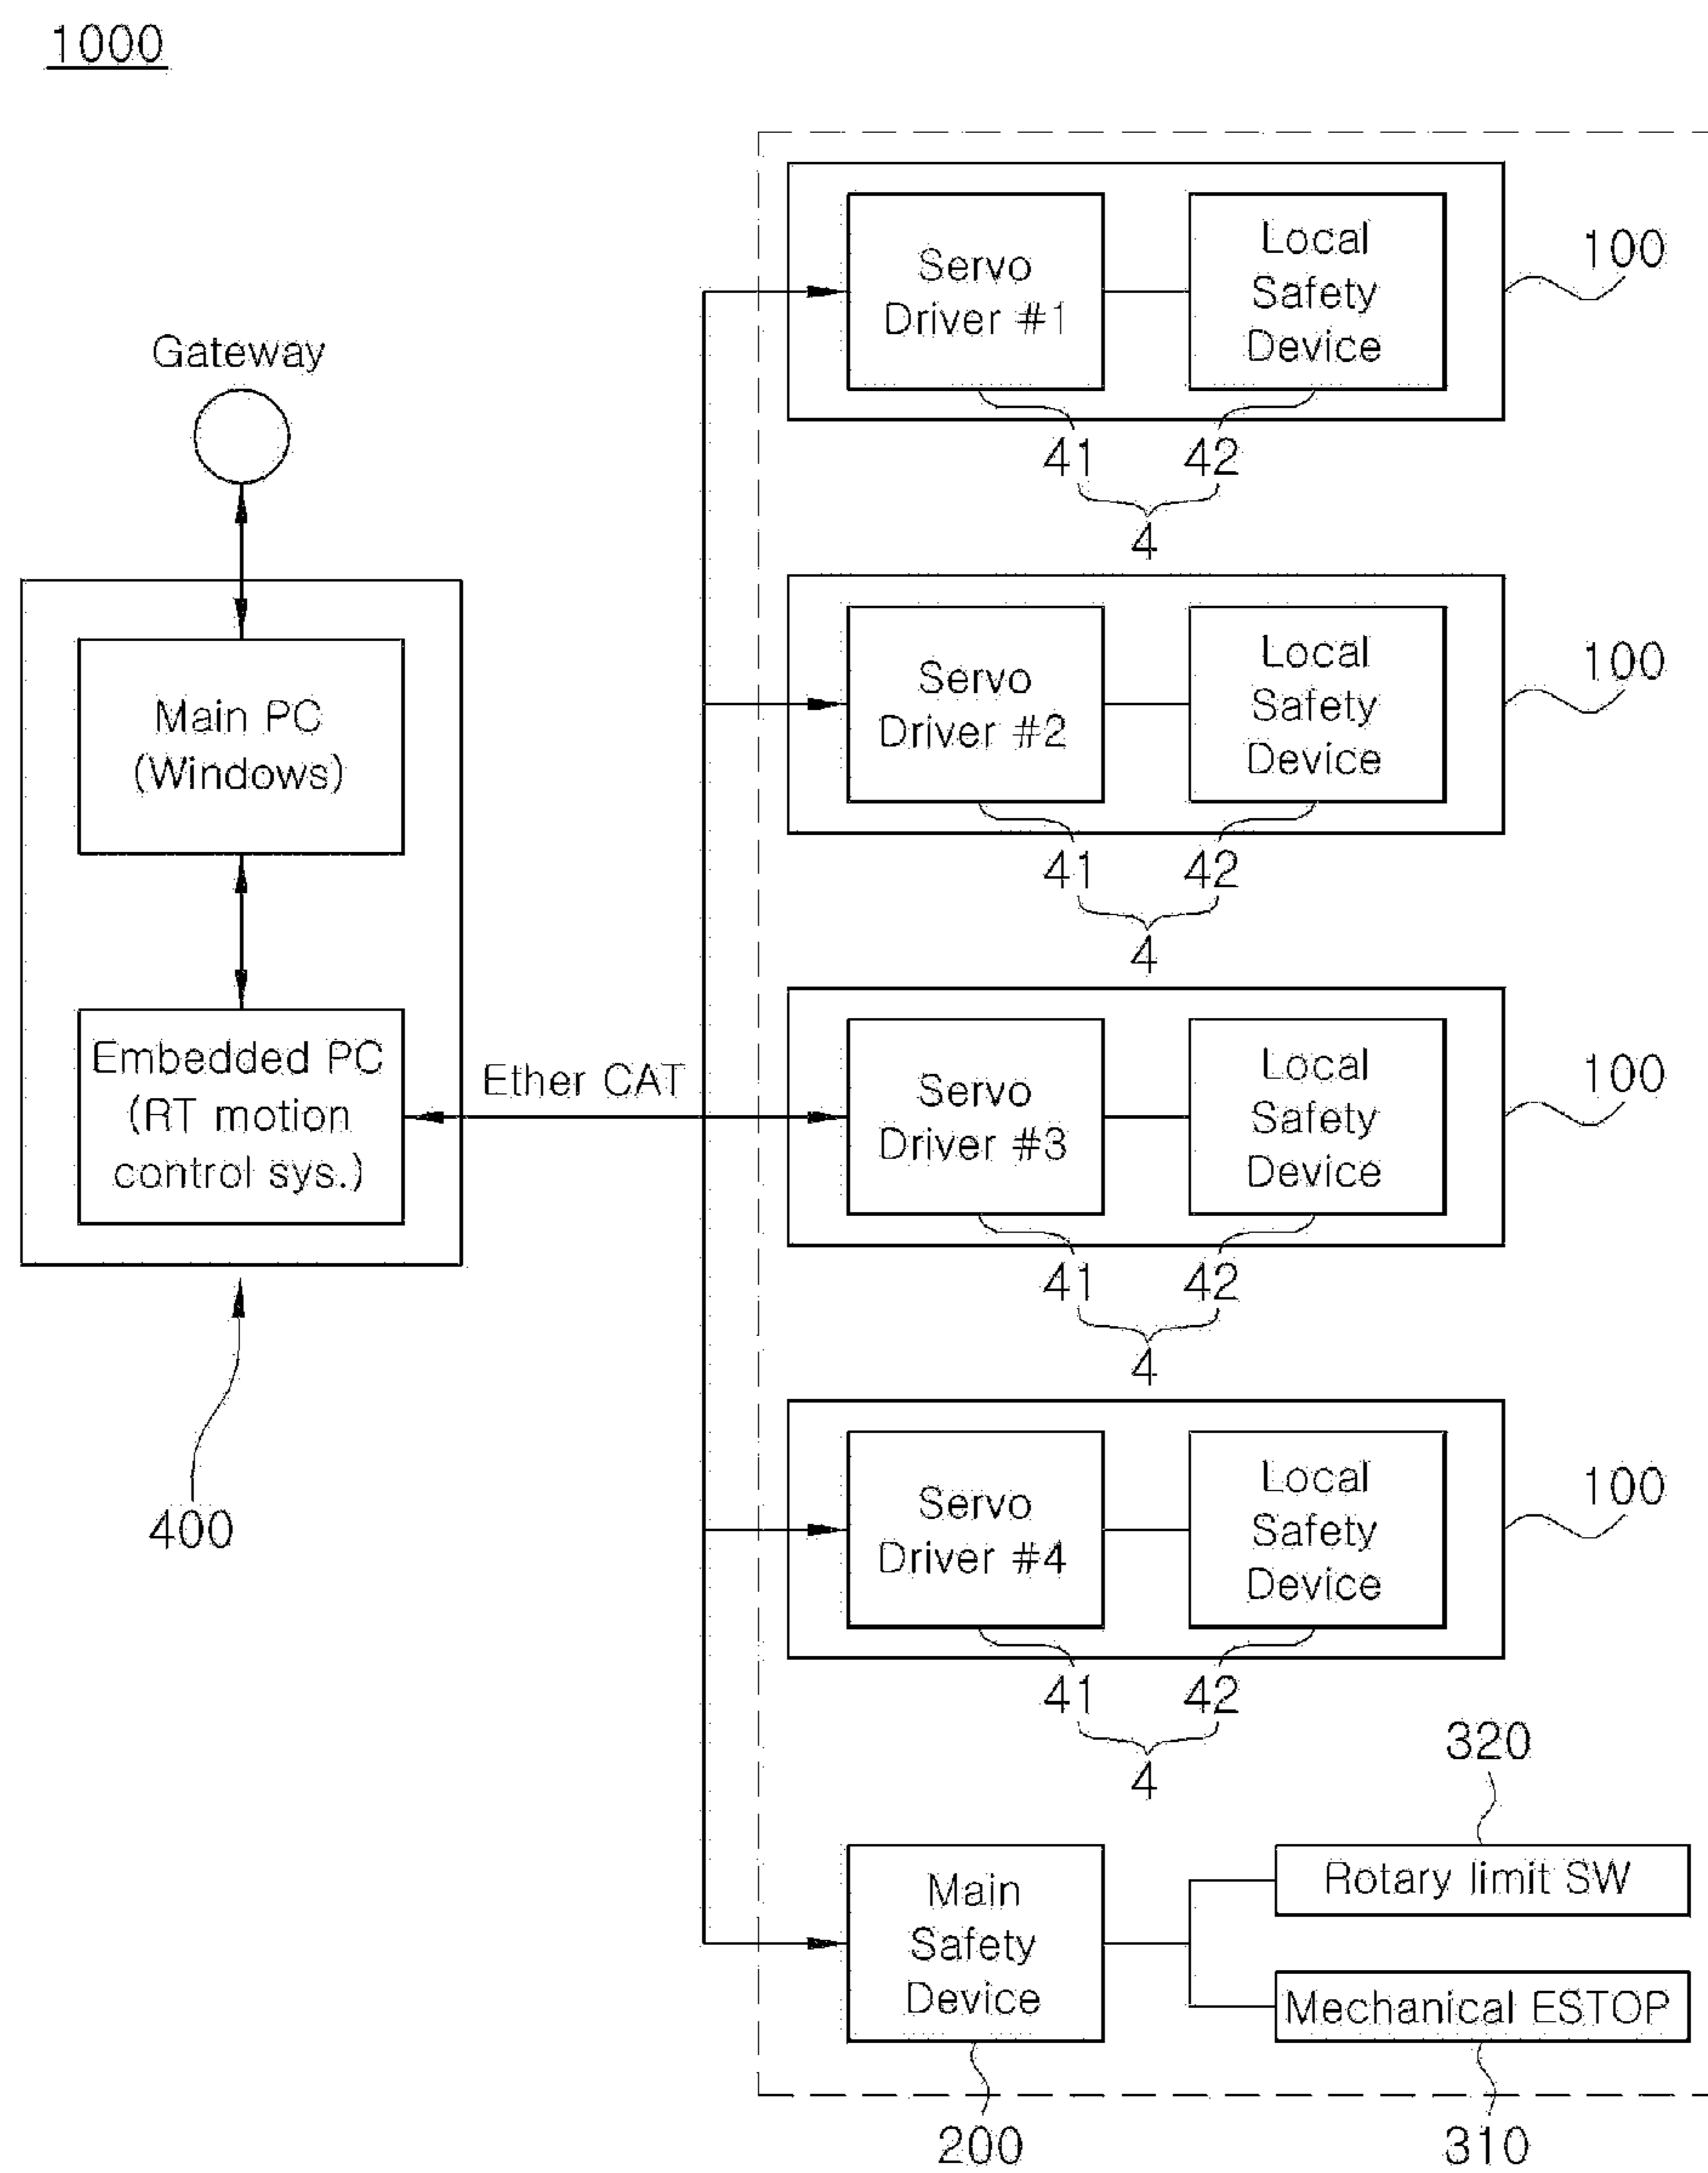 1000
Gateway
Main PC
(Windows)
Embedded PC
(RT motion
control sys.)
400
Ether CAT
Servo
Driver #1
Local
Safety
Device
100
41
42
4
Servo
Driver #2
Local
Safety
Device
100
41
42
4
Servo
Driver #3
Local
Safety
Device
100
41
42
4
Servo
Driver #4
Local
Safety
Device
100
41
42
4
320
Main
Safety
Device
Rotary limit SW
Mechanical ESTOP
200
310